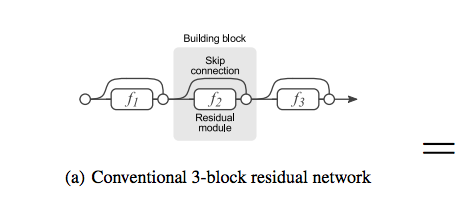 Building block
Skip
connection
f1 f2 f3
Residual
module
(a) Conventional 3-block residual network
=